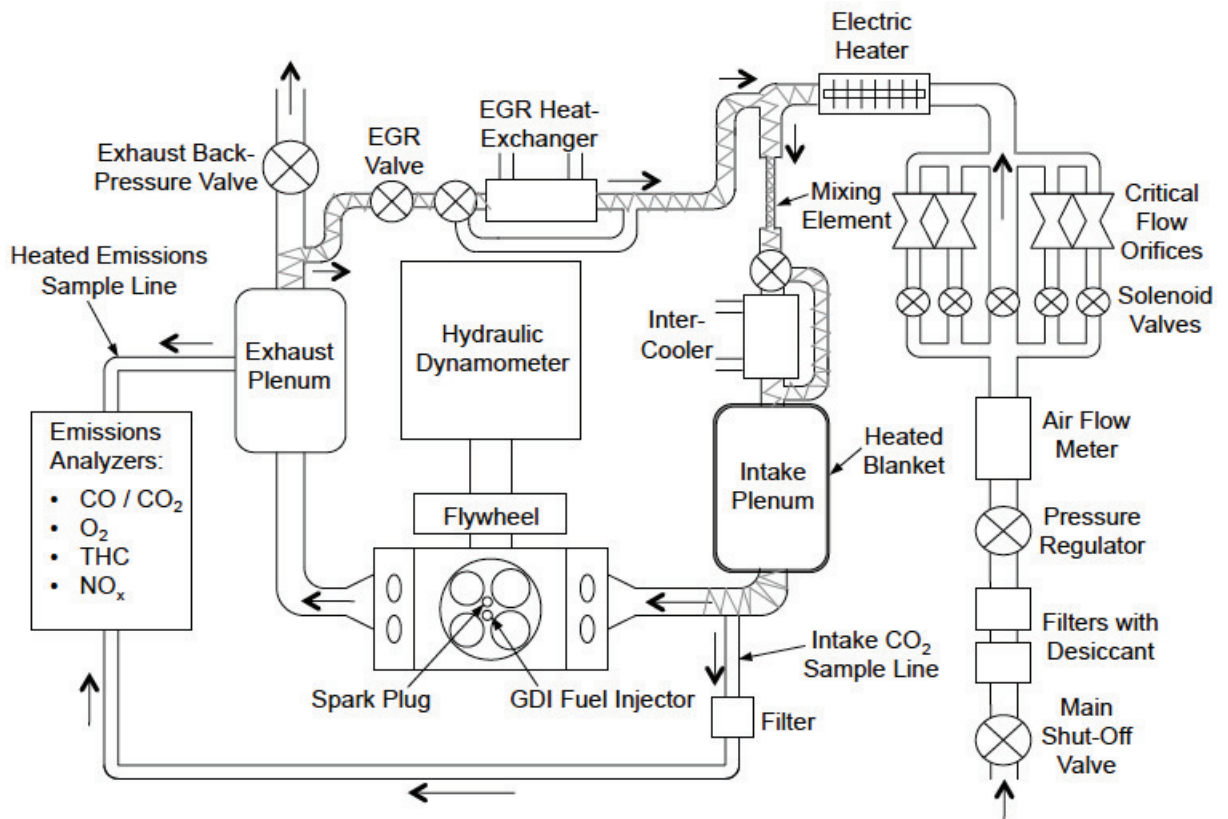 Electric
Heater
EGR Heat-
Exchanger
EGR
Valve
Exhaust Back-
Pressure Valve
Mixing
Element
Critical
Flow
Orifices
Heated Emissions
Sample Line
Solenoid
Valves
Inter-
Cooler
Hydraulic
Dynamometer
Exhaust
Plenum
Emissions
Analyzers:
• CO / CO₂
• O₂
• THC
• NOₓ
Intake
Plenum
Heated
Blanket
Air Flow
Meter
Flywheel
Pressure
Regulator
Filters with
Desiccant
Intake CO₂
Sample Line
Spark Plug
GDI Fuel Injector
Filter
Main
Shut-Off
Valve